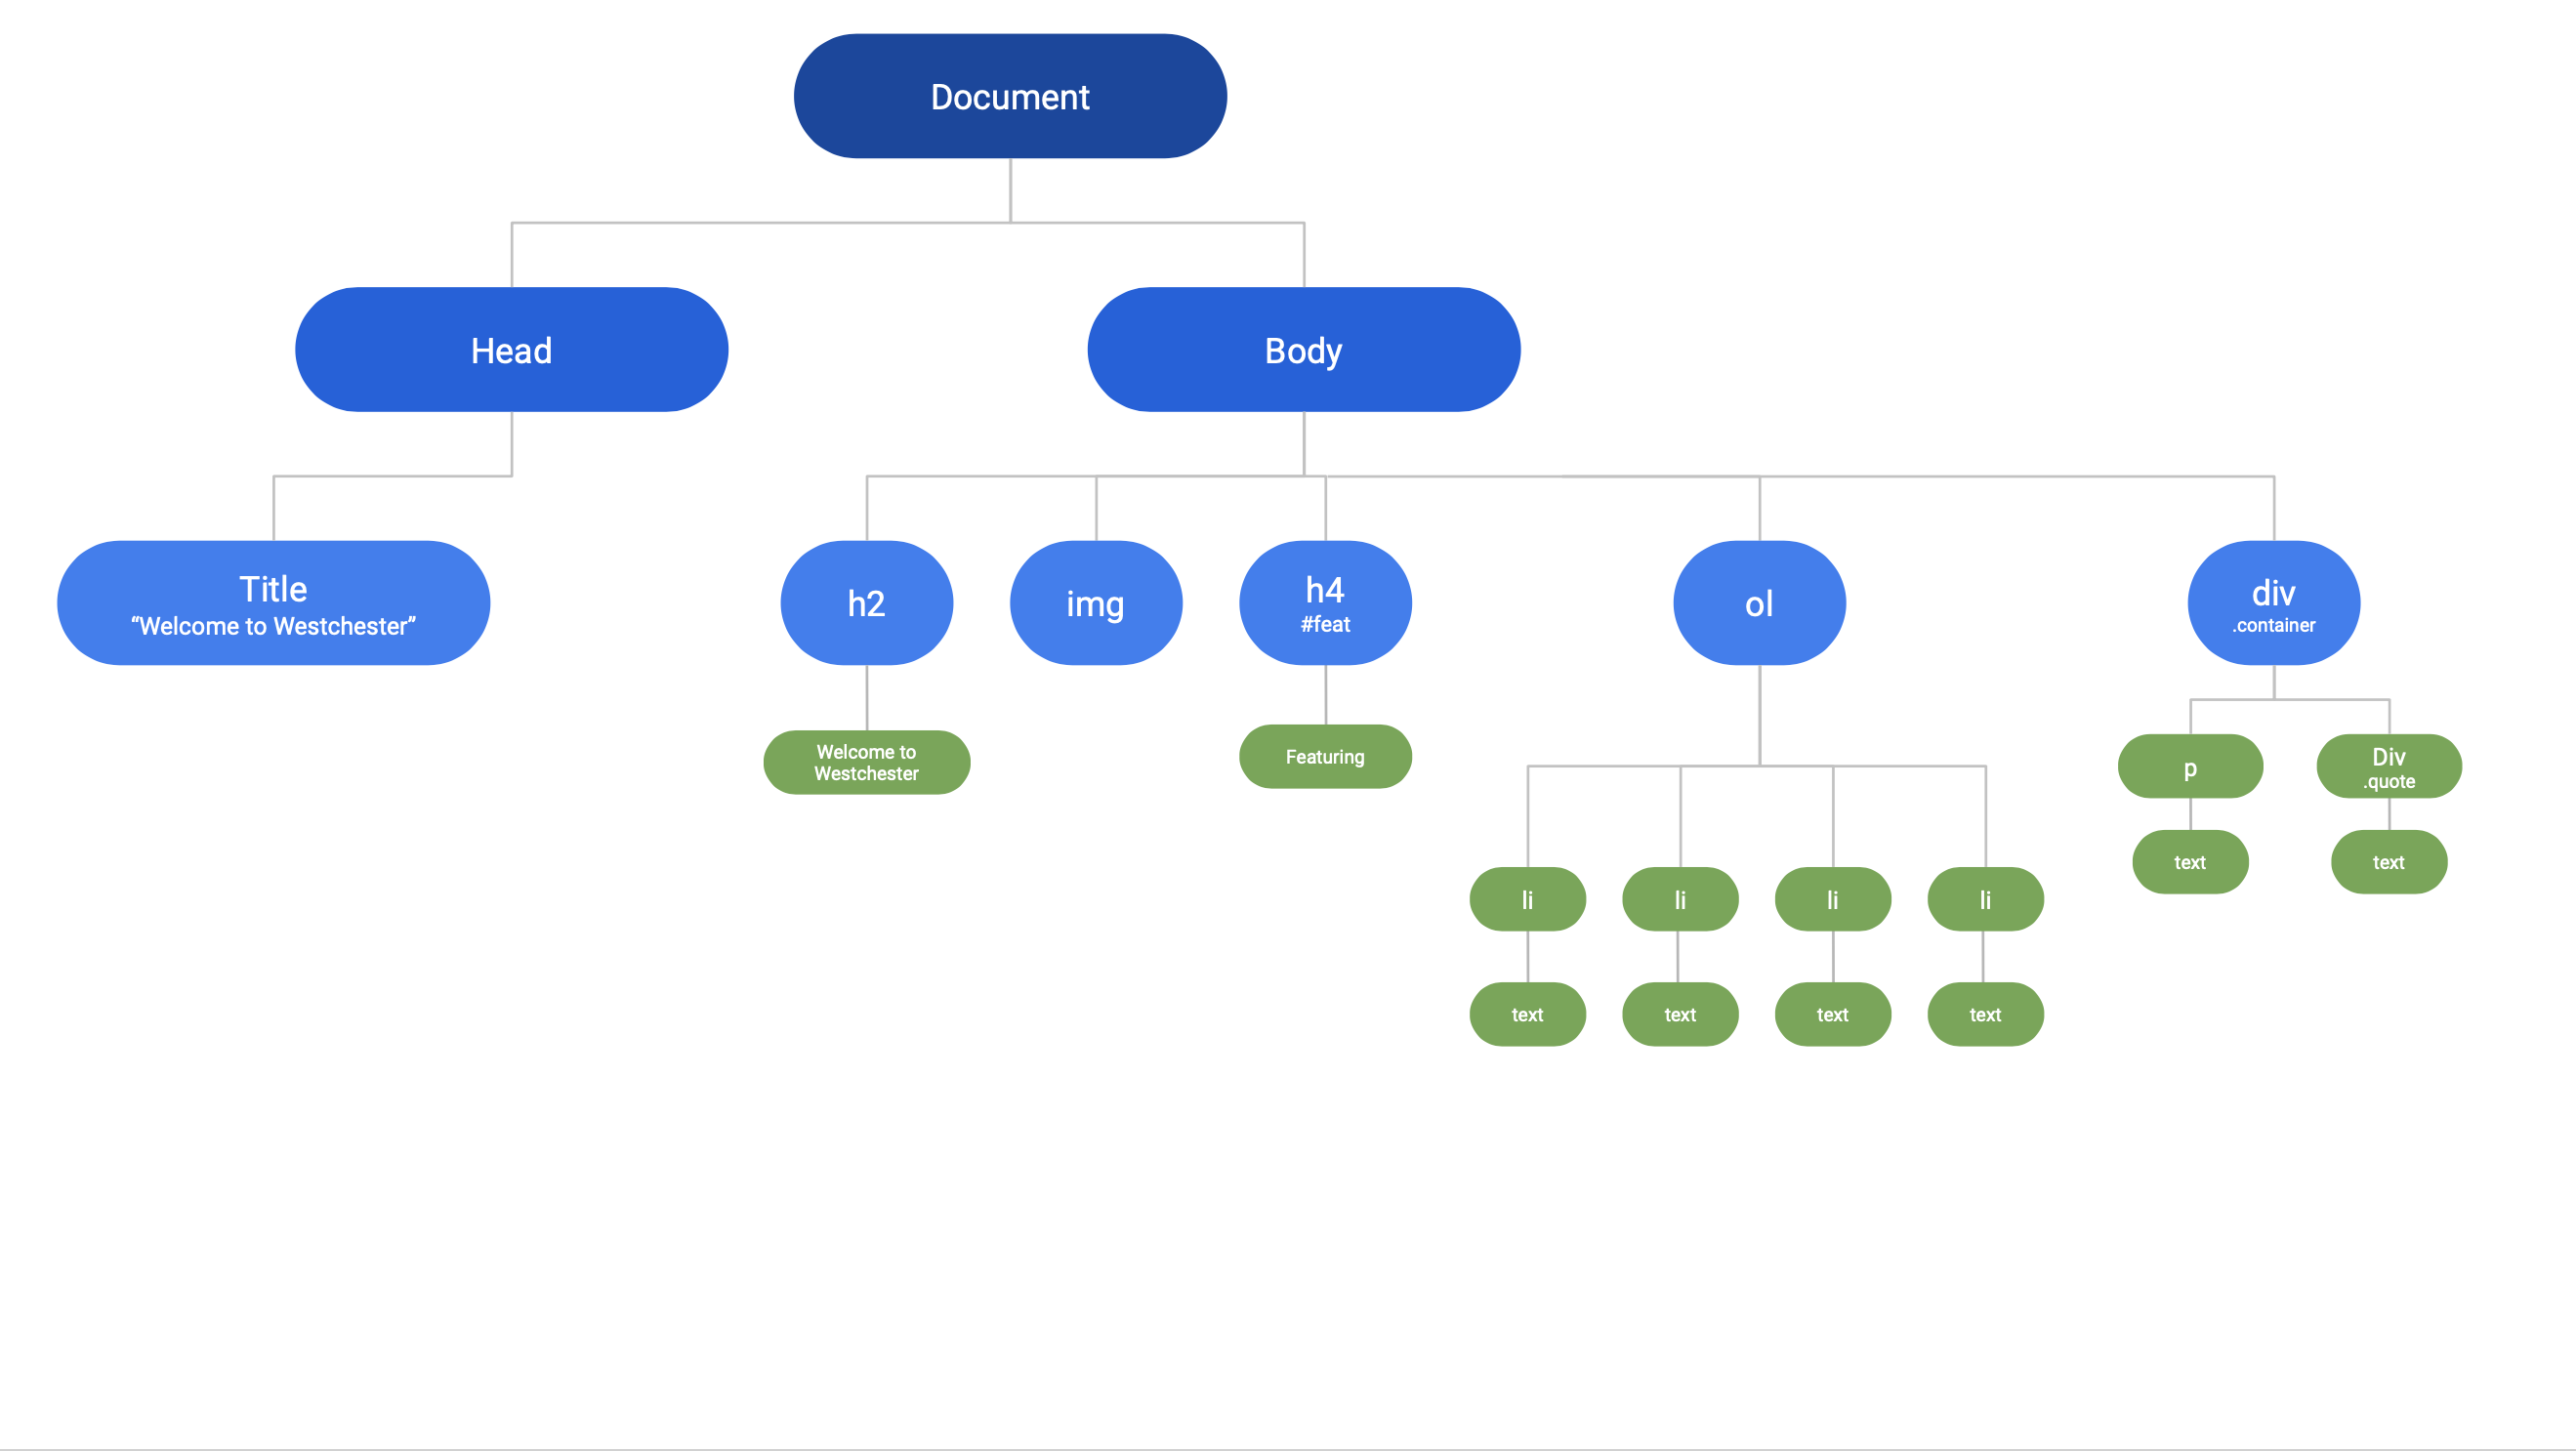 Document
Head
Body
Title
“Welcome to Westchester”
h2
img
h4
#feat
ol
div
.container
Welcome to
Westchester
Featuring
p
Div
.quote
text
text
li
li
li
li
text
text
text
text